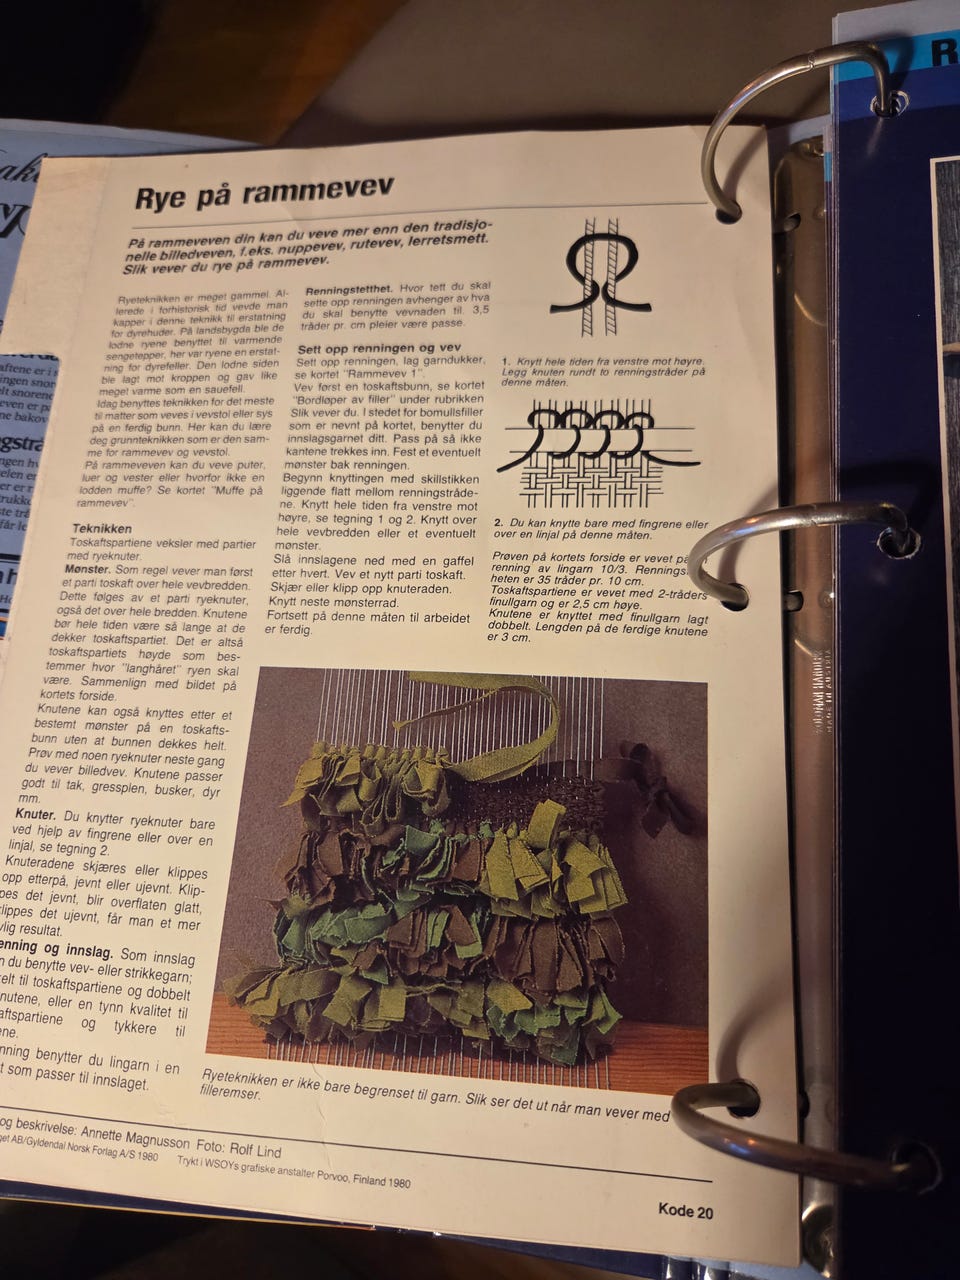 Rye på rammevev
På rammeveven din kan du veve mer enn den tradisjo-
nelle billedveven, f.eks. nuppevev, rutevev, lerretsmett.
Slik vever du rye på rammevev.
Ryeteknikken er meget gammel. Al-
lerede i forhistorisk tid vevde man
kapper i denne teknikk til erstatning
for dyrehuder. På landsbygda ble de
lodne ryene benyttet til varmende
sengetepper, her var ryene en erstat-
ning for dyrefeller. Den lodne siden
ble lagt mot kroppen og gav like
meget varme som en sauefell.
Idag benyttes teknikken for det meste
til matter som veves i vevstol eller sys
på en ferdig bunn. Her kan du lære
deg grunnteknikken som er den sam-
me for rammevev og vevstol.
På rammeveven kan du veve puter,
luer og vester eller hvorfor ikke en
lodden muffe? Se kortet "Muffe på
rammevev".
Teknikken
Toskaftspartiene veksler med partier
med ryeknuter.
Mønster. Som regel vever man først
et parti toskaft over hele vevbredden.
Dette følges av et parti ryeknuter,
også det over hele bredden. Knutene
bør hele tiden være så lange at de
dekker toskaftspartiet. Det er altså
toskaftspartiets høyde som bes-
temmer hvor "langhåret" ryen skal
være. Sammenlign med bildet på
kortets forside.
Knutene kan også knyttes etter et
bestemt mønster på en toskafts-
bunn uten at bunnen dekkes helt.
Prøv med noen ryeknuter neste gang
du vever billedvev. Knutene passer
godt til tak, gressplen, busker, dyr
mm.
Knuter. Du knytter ryeknuter bare
ved hjelp av fingrene eller over en
linjal, se tegning 2.
Knuteradene skjæres eller klippes
opp etterpå, jevnt eller ujevnt. Klip-
pes det jevnt, blir overflaten glatt,
klippes det ujevnt, får man et mer
vlig resultat.
enning og innslag. Som innslag
n du benytte vev- eller strikkegarn;
kelt til toskaftspartiene og dobbelt
knutene, eller en tynn kvalitet til
aftspartiene og tykkere til
ene.
nning benytter du lingarn i en
t som passer til innslaget.
Renningstetthet. Hvor tett du skal
sette opp renningen avhenger av hva
du skal benytte vevnaden til. 3,5
tråder pr. cm pleier være passe.
Sett opp renningen og vev
Sett opp renningen, lag garndukker,
se kortet "Rammevev 1".
Vev først en toskaftsbunn, se kortet
"Bordløper av filler" under rubrikken
Slik vever du. I stedet for bomullsfiller
som er nevnt på kortet, benytter du
innslagsgarnet ditt. Pass på så ikke
kantene trekkes inn. Fest et eventuelt
mønster bak renningen.
Begynn knyttingen med skillstikken
liggende flatt mellom renningstråde-
ne. Knytt hele tiden fra venstre mot
høyre, se tegning 1 og 2. Knytt over
hele vevbredden eller et eventuelt
mønster.
Slå innslagene ned med en gaffel
etter hvert. Vev et nytt parti toskaft.
Skjær eller klipp opp knuteraden.
Knytt neste mønsterrad.
Fortsett på denne måten til arbeidet
er ferdig.
1. Knytt hele tiden fra venstre mot høyre.
Legg knuten rundt to renningstråder på
denne måten.
2. Du kan knytte bare med fingrene eller
over en linjal på denne måten.
Prøven på kortets forside er vevet på
renning av lingarn 10/3. Rennings
heten er 35 tråder pr. 10 cm.
Toskaftspartiene er vevet med 2-tråders
finullgarn og er 2,5 cm høye.
Knutene er knyttet med finullgarn lagt
dobbelt. Lengden på de ferdige knutene
er 3 cm.
Ryeteknikken er ikke bare begrenset til garn. Slik ser det ut når man vever med
filleremser.
og beskrivelse: Annette Magnusson Foto: Rolf Lind
get AB/Gyldendal Norsk Forlag A/S 1980 Trykt i WSOYs grafiske anstalter Porvoo, Finland 1980
Kode 20
R